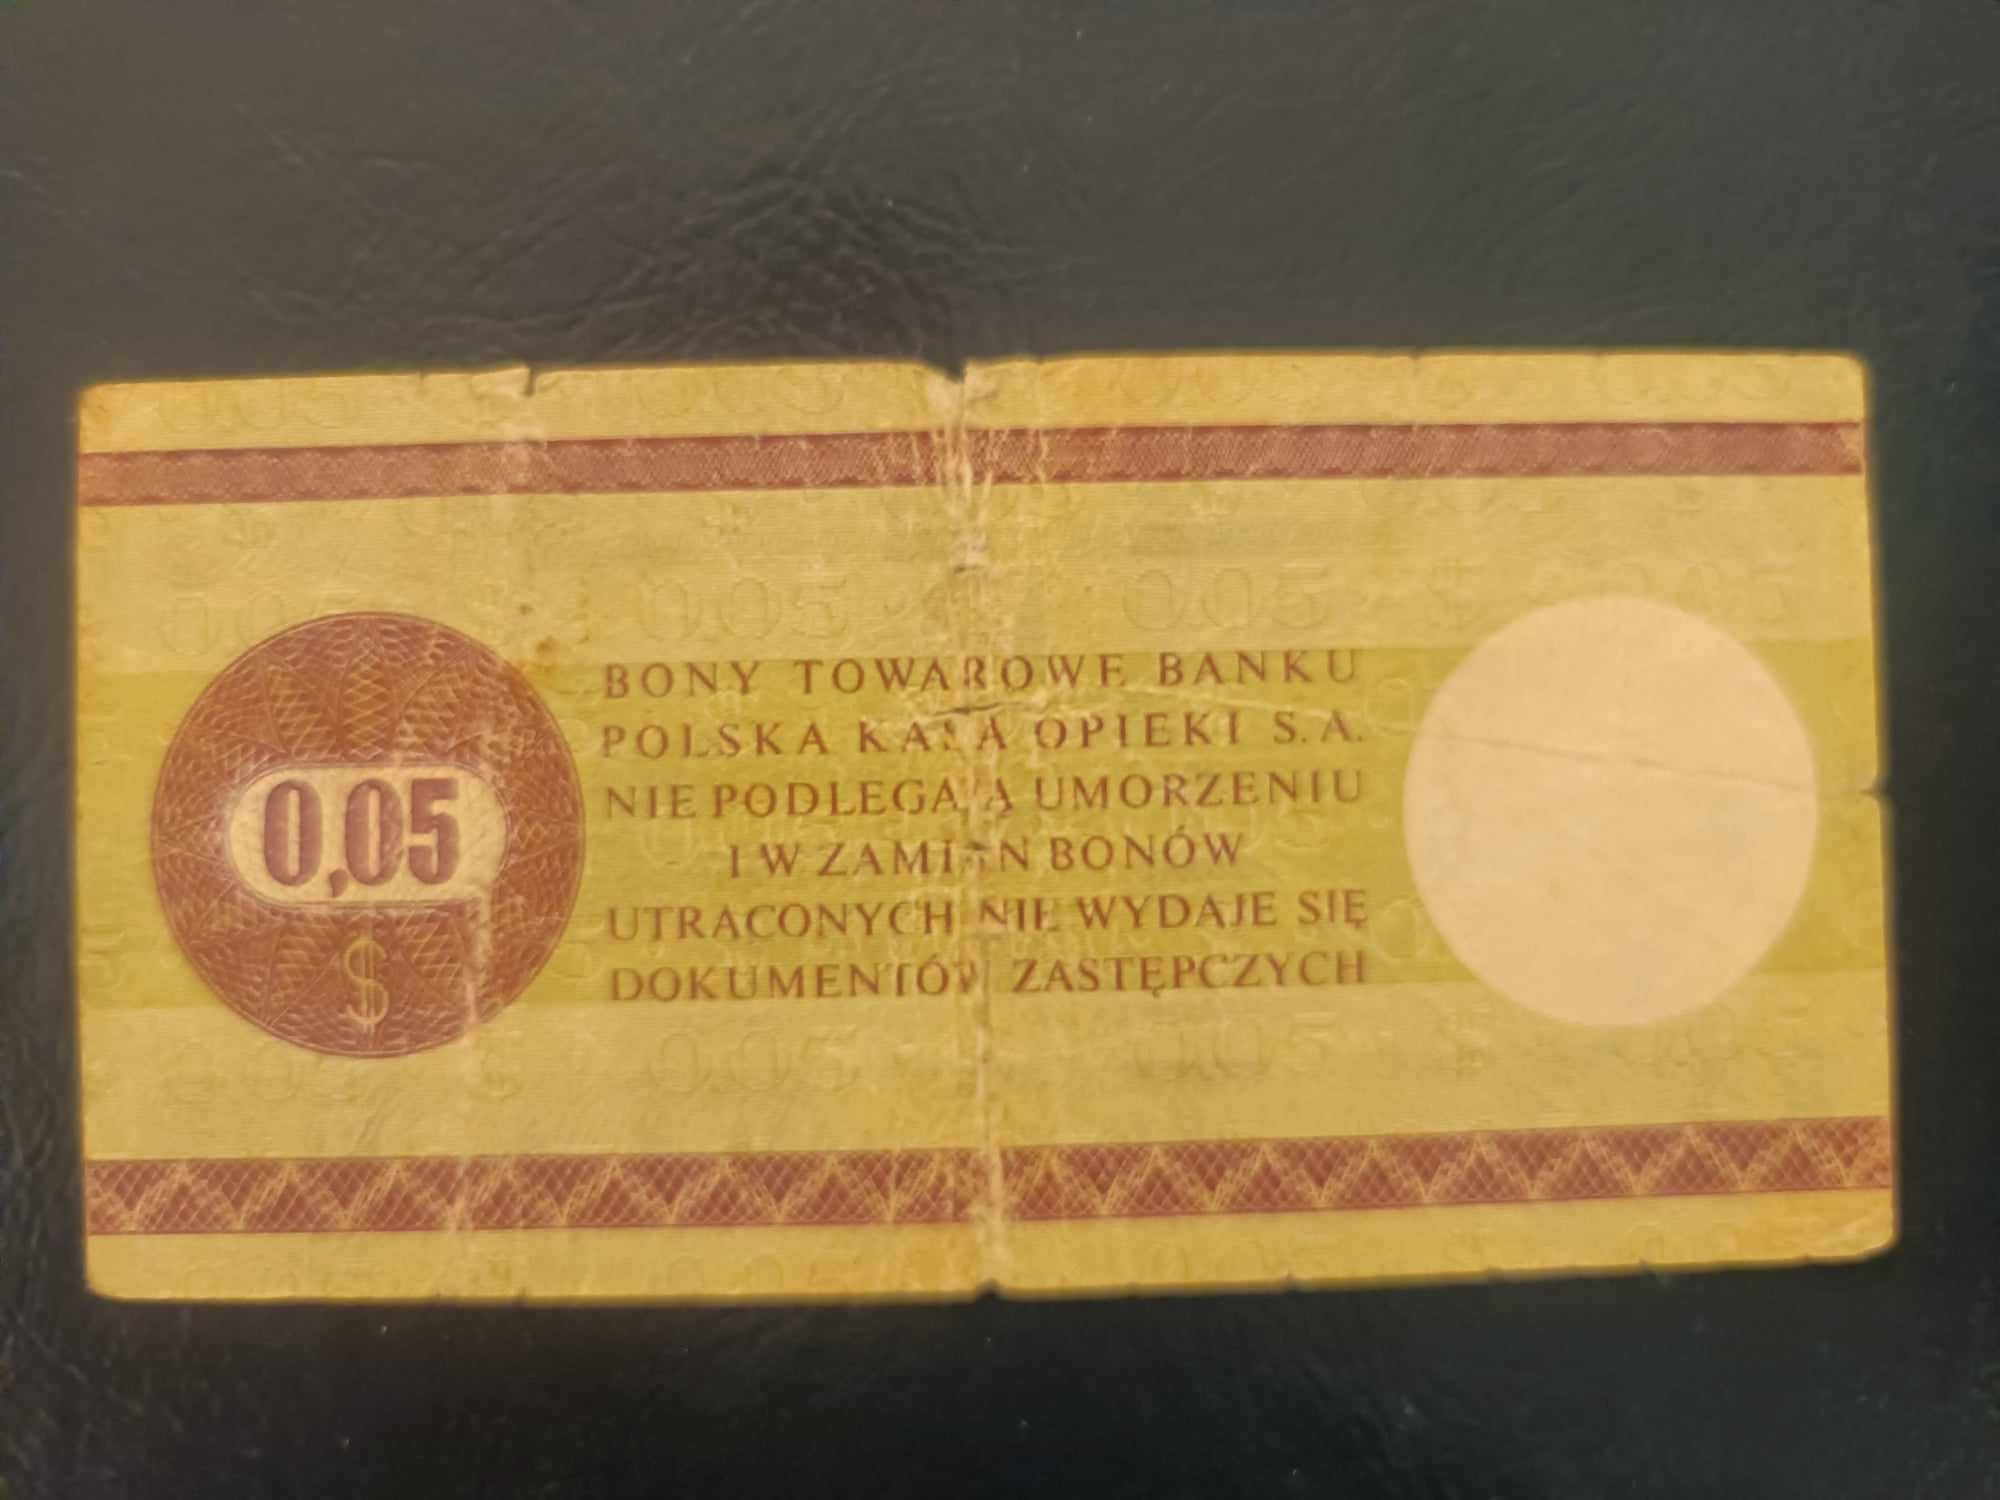 0,05
$
BONY TOWAROWE BANKU
POLSKA KASA OPIEKI S.A.
NIE PODLEGAJĄ UMORZENIU
I W ZAMIAN BONÓW
UTRACONYCH NIE WYDAJE SIĘ
DOKUMENTÓW ZASTĘPCZYCH